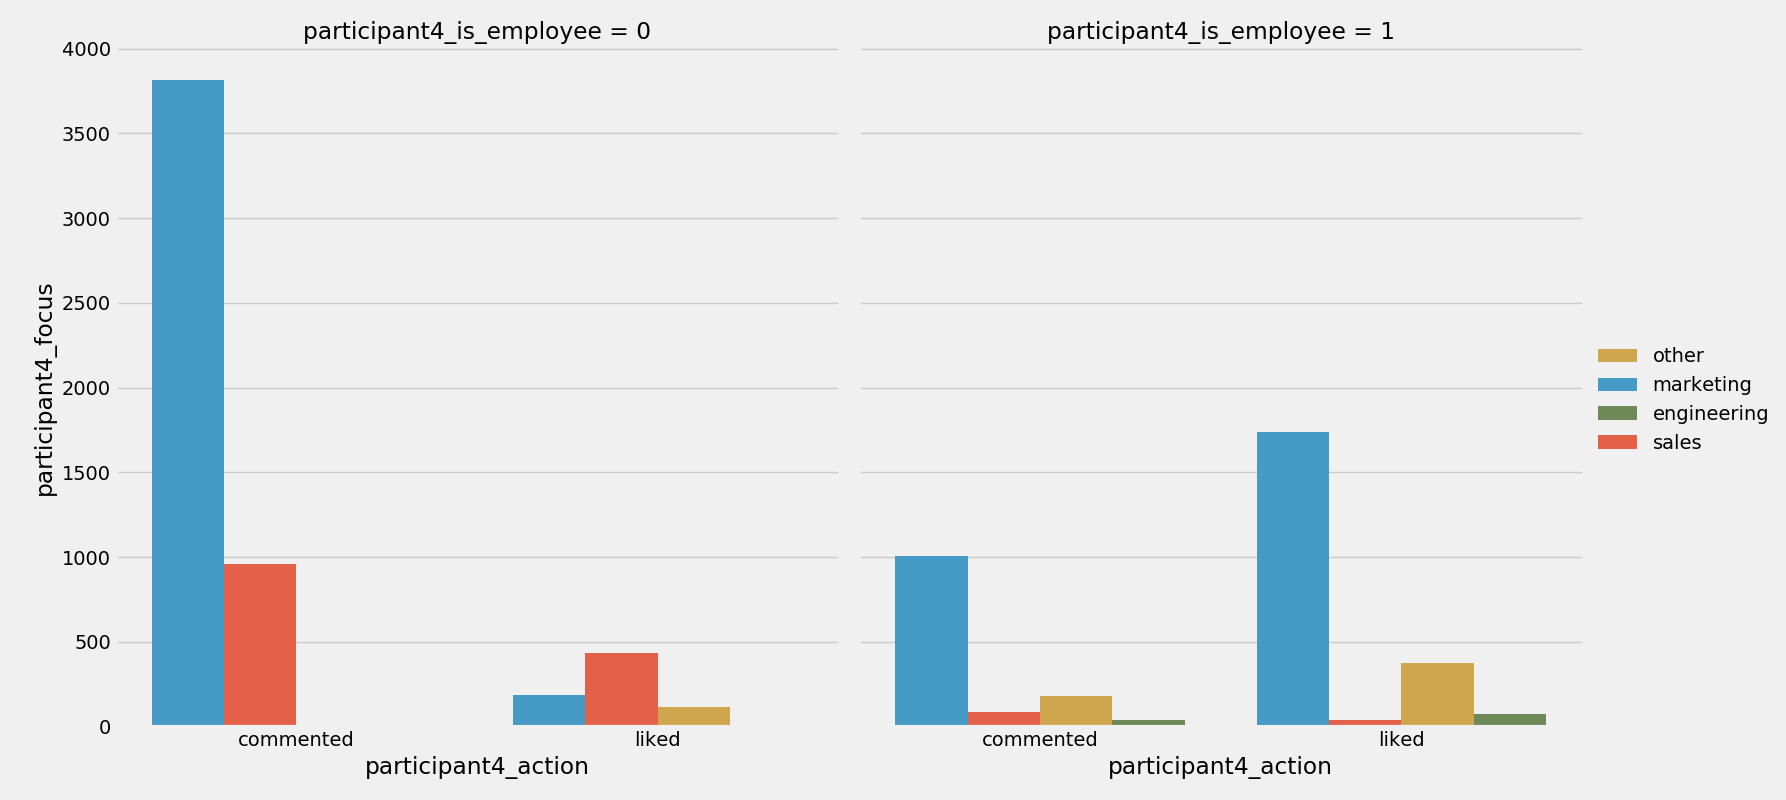 participant4_is_employee = 0
participant4_is_employee = 1
4000
3500
3000
2500
2000
1500
1000
500
0
participant4_focus
commented
liked
commented
liked
participant4_action
participant4_action
other
marketing
engineering
sales